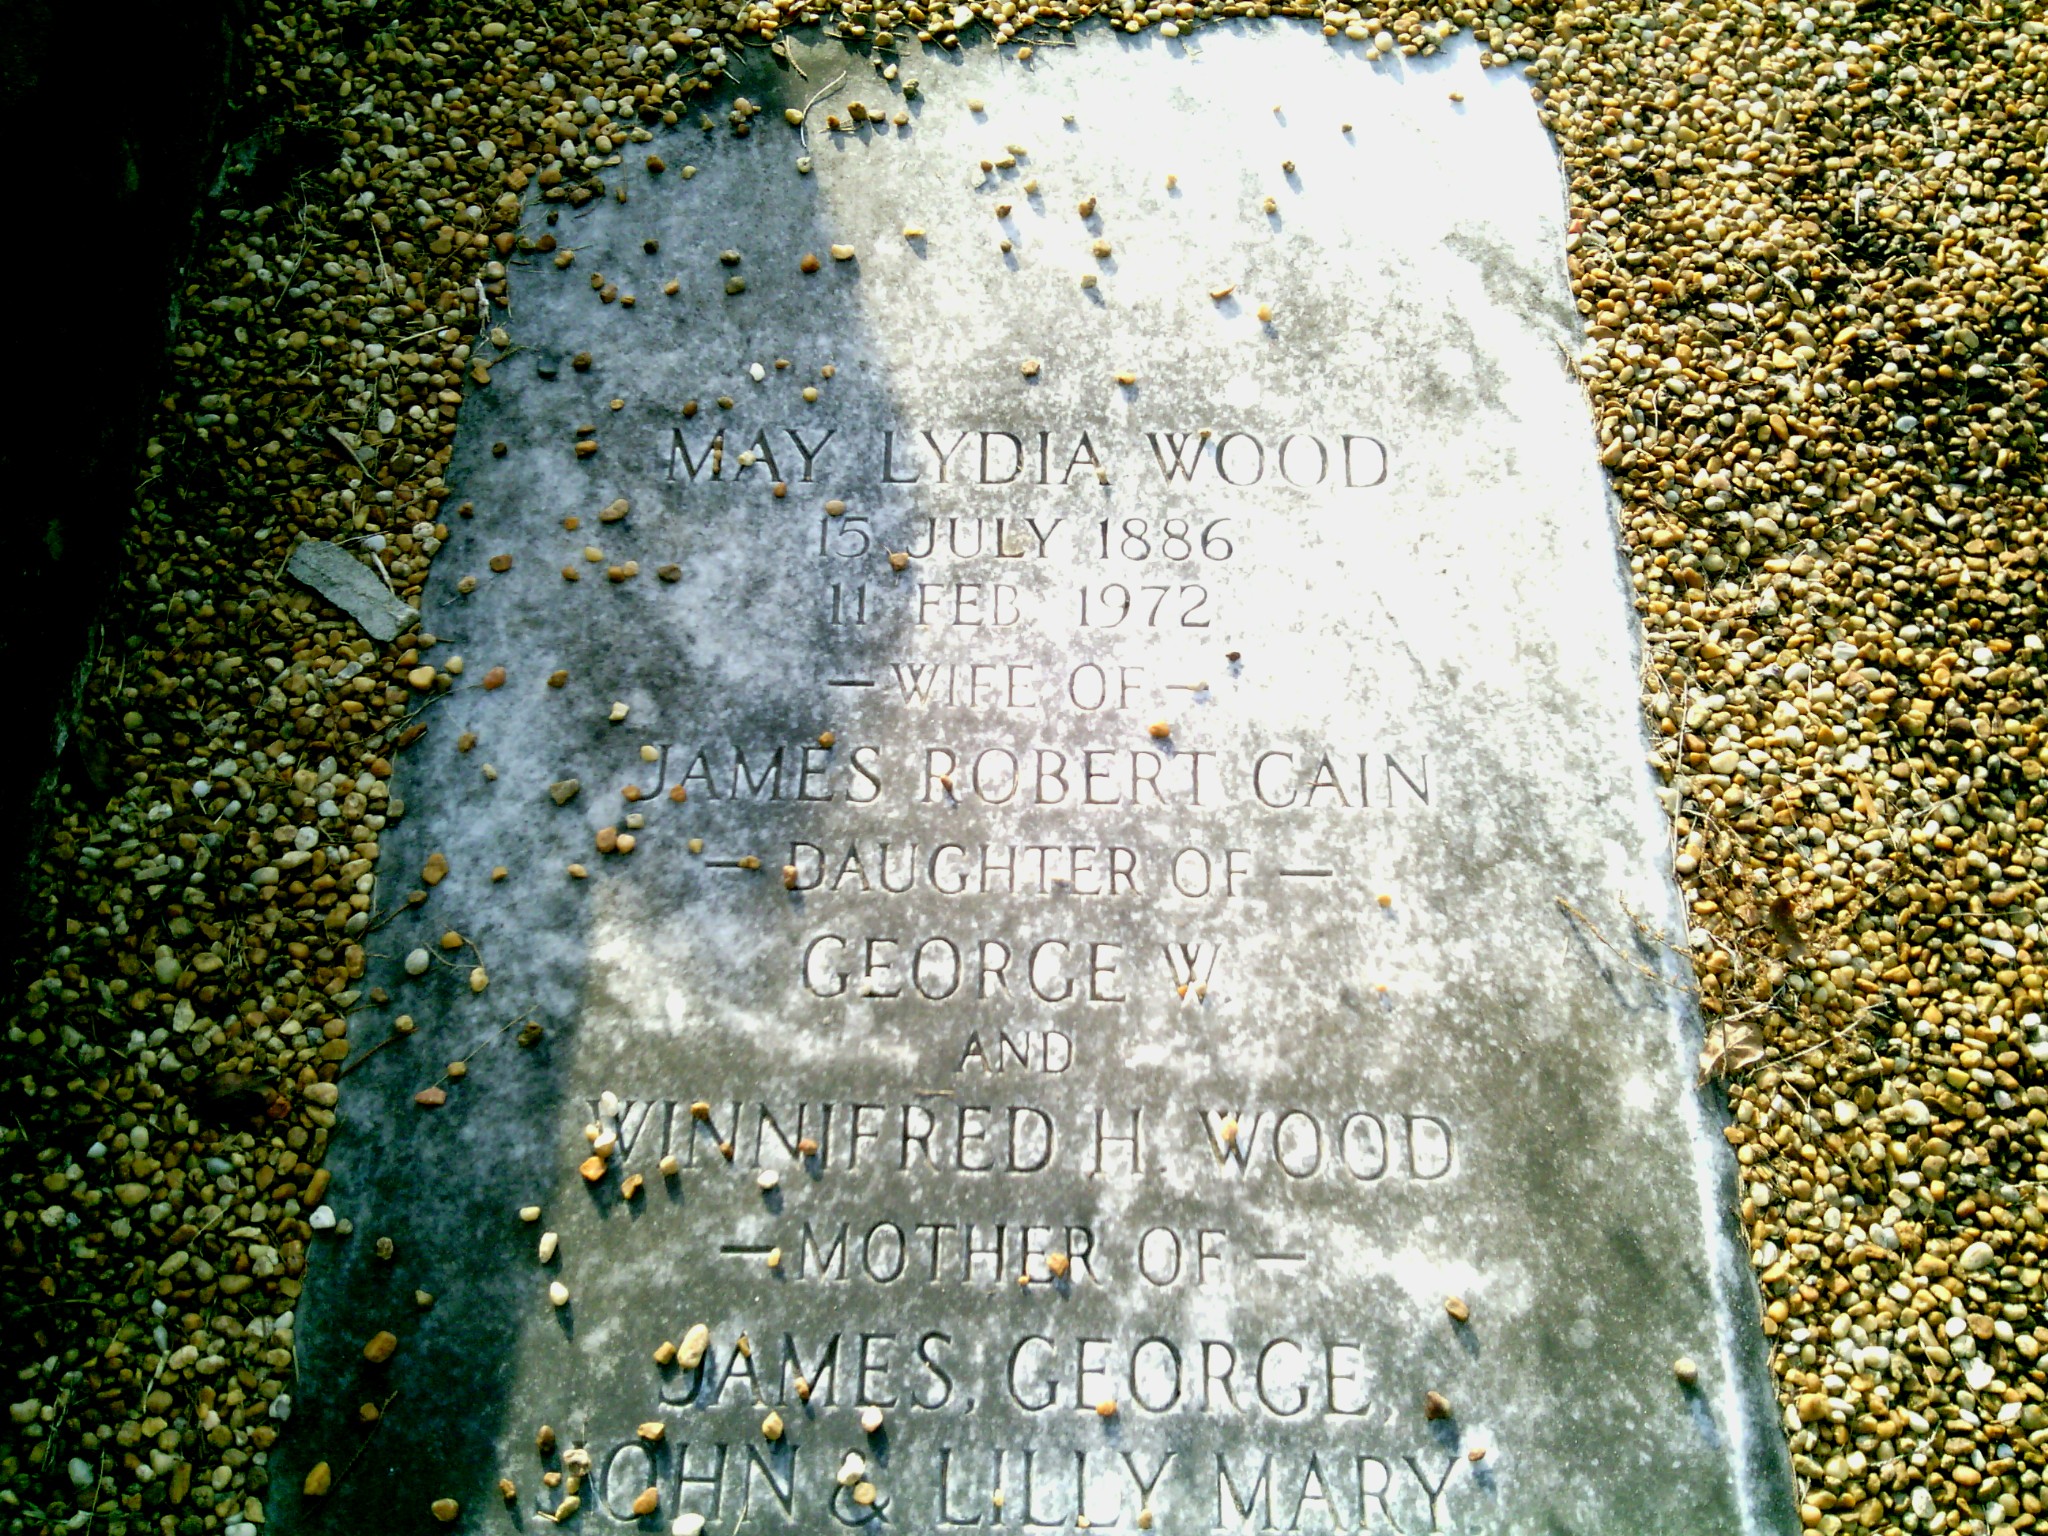 MAY LYDIA WOOD
15 JULY 1886
11 FEB. 1972
— WIFE OF —
JAMES ROBERT CAIN
— DAUGHTER OF —
GEORGE W.
AND
WINNIFRED H. WOOD
— MOTHER OF —
JAMES, GEORGE,
JOHN & LILLY MARY